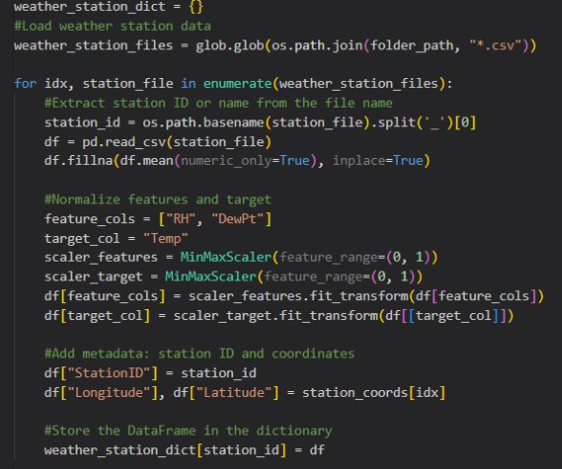 weather_station_dict = {}
#Load weather station data
weather_station_files = glob.glob(os.path.join(folder_path, "*.csv"))

for idx, station_file in enumerate(weather_station_files):
    #Extract station ID or name from the file name
    station_id = os.path.basename(station_file).split('_')[0]
    df = pd.read_csv(station_file)
    df.fillna(df.mean(numeric_only=True), inplace=True)

    #Normalize features and target
    feature_cols = ["RH", "DewPt"]
    target_col = "Temp"
    scaler_features = MinMaxScaler(feature_range=(0, 1))
    scaler_target = MinMaxScaler(feature_range=(0, 1))
    df[feature_cols] = scaler_features.fit_transform(df[feature_cols])
    df[target_col] = scaler_target.fit_transform(df[[target_col]])

    #Add metadata: station ID and coordinates
    df["StationID"] = station_id
    df["Longitude"], df["Latitude"] = station_coords[idx]

    #Store the DataFrame in the dictionary
    weather_station_dict[station_id] = df